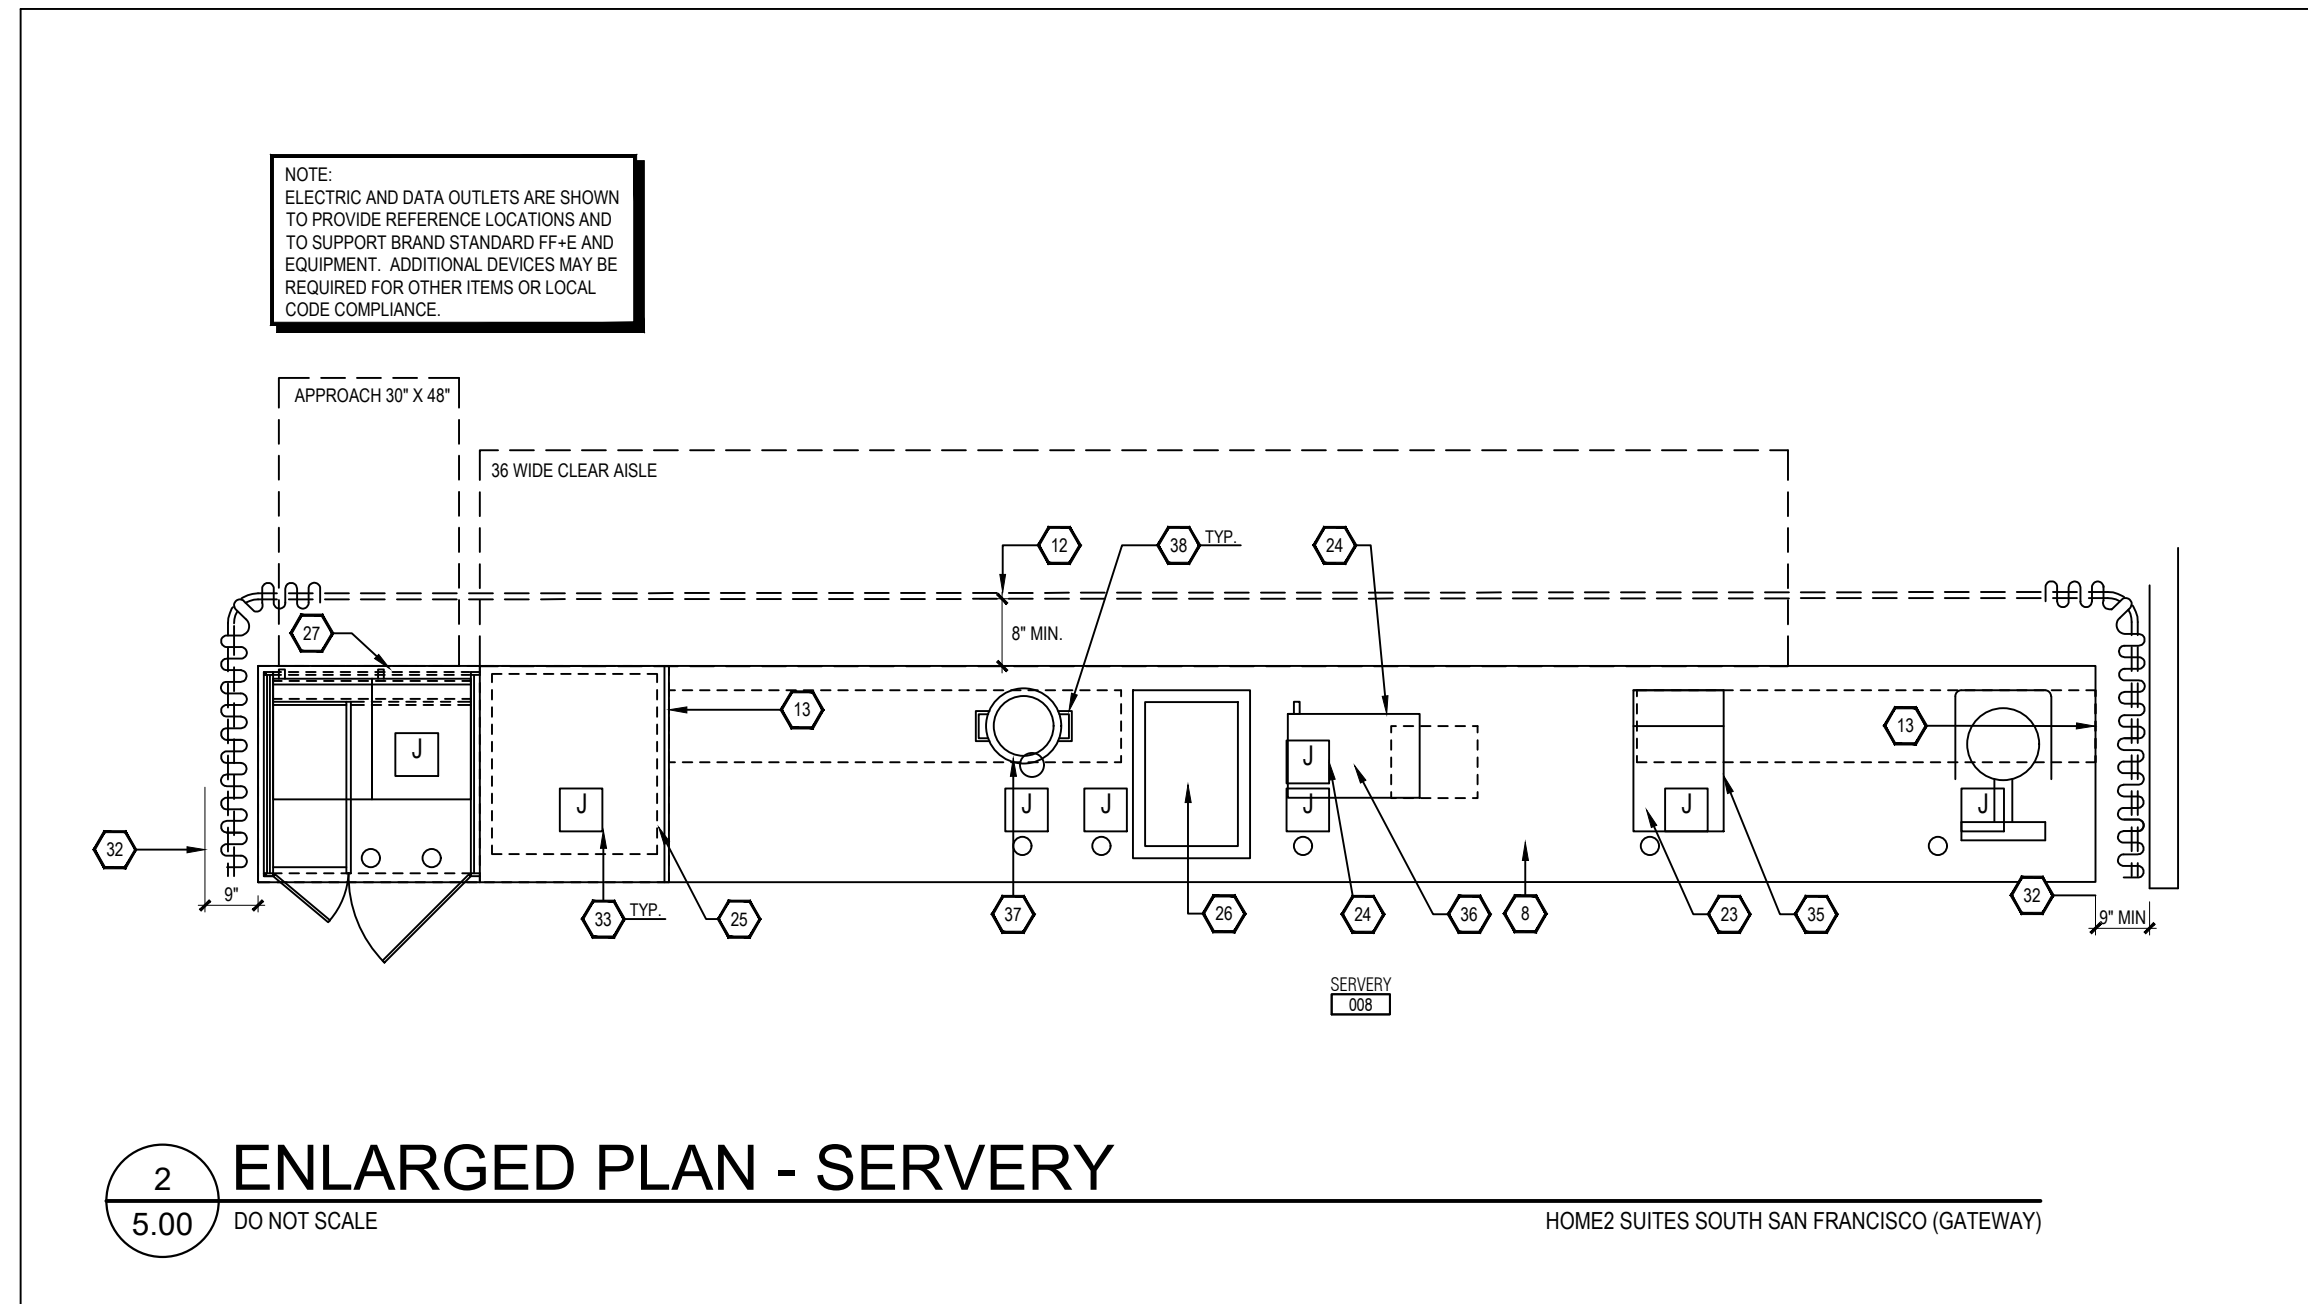 NOTE:
ELECTRIC AND DATA OUTLETS ARE SHOWN
TO PROVIDE REFERENCE LOCATIONS AND
TO SUPPORT BRAND STANDARD FF+E AND
EQUIPMENT.  ADDITIONAL DEVICES MAY BE
REQUIRED FOR OTHER ITEMS OR LOCAL
CODE COMPLIANCE.
APPROACH 30" X 48"
36 WIDE CLEAR AISLE
12
38 TYP.
24
27
8" MIN.
13
13
J
J
J
J
J
J
J
J
32
9"
33 TYP.
25
37
26
24
36
8
23
35
32
9" MIN
SERVERY
008
2
5.00
ENLARGED PLAN - SERVERY
DO NOT SCALE
HOME2 SUITES SOUTH SAN FRANCISCO (GATEWAY)